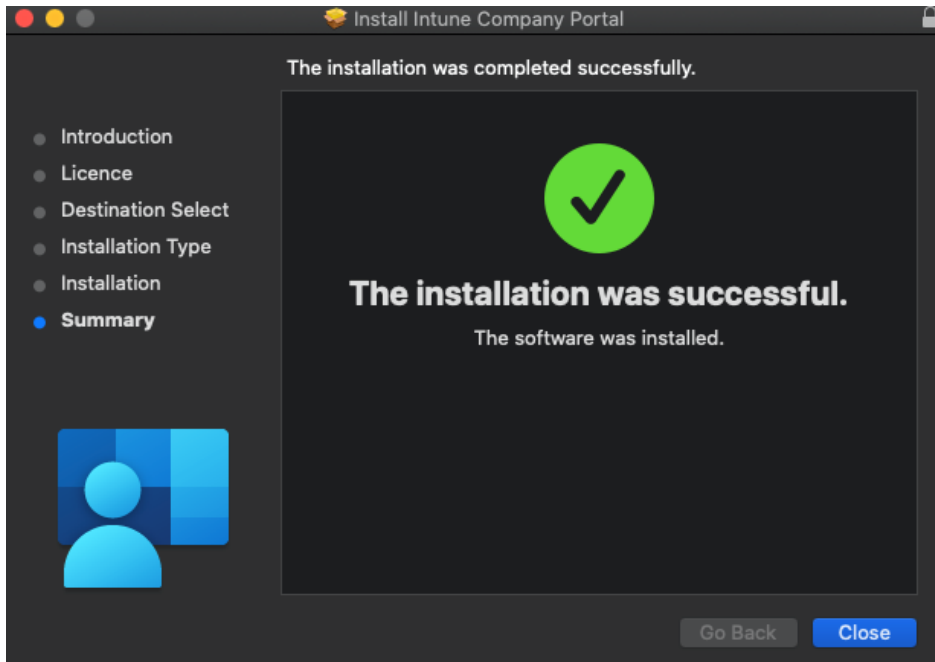 Install Intune Company Portal
The installation was completed successfully.
Introduction
Licence
Destination Select
Installation Type
Installation
Summary
The installation was successful.
The software was installed.
Go Back
Close